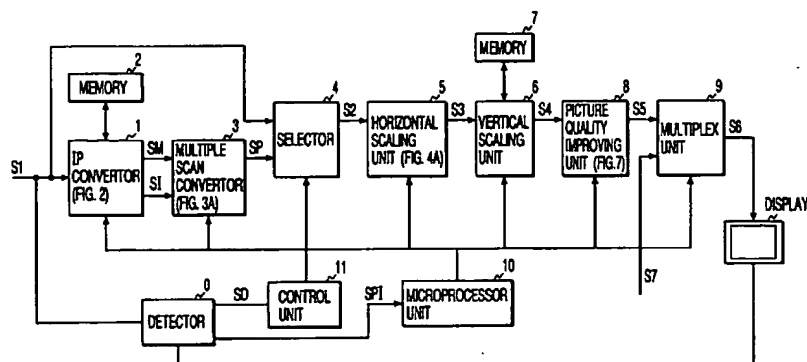 7
MEMORY
2
MEMORY
4
5
6
8
9
1
3
SELECTOR
S2
HORIZONTAL
SCALING
UNIT (FIG. 4A)
S3
VERTICAL
SCALING
UNIT
S4
PICTURE
QUALITY
IMPROVING
UNIT (FIG.7)
S5
MULTIPLEX
UNIT
S6
S1
IP
CONVERTOR
(FIG. 2)
SM
SI
MULTIPLE
SCAN
CONVERTOR
(FIG. 3A)
SP
DISPLAY
0
DETECTOR
SD
11
CONTROL
UNIT
SPI
10
MICROPROCESSOR
UNIT
S7